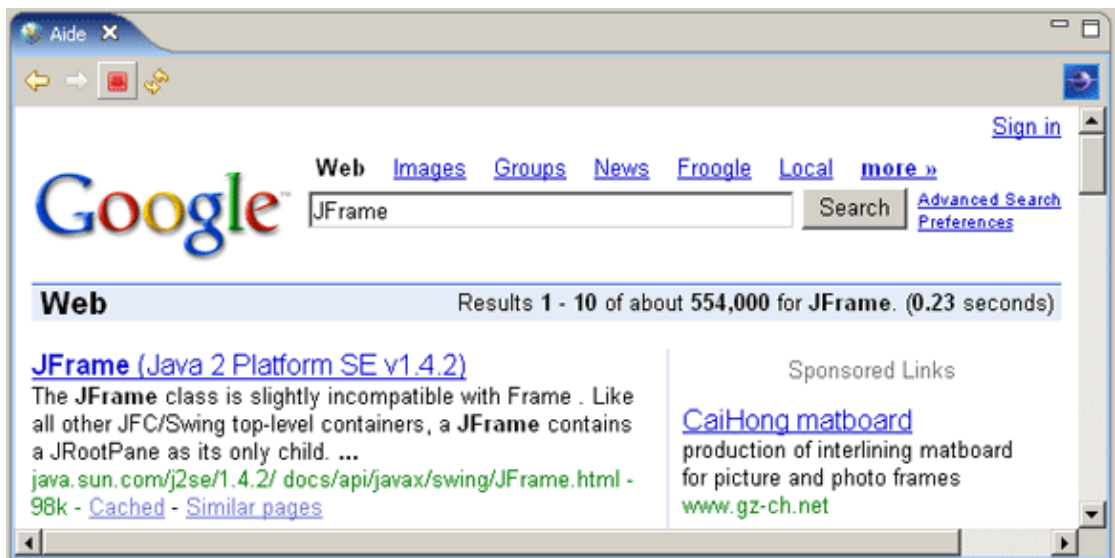 Aide
Sign in
Google™
Web Images Groups News Froogle Local more »
JFrame Search Advanced Search
Preferences
Web Results 1 - 10 of about 554,000 for JFrame. (0.23 seconds)
JFrame (Java 2 Platform SE v1.4.2)
The JFrame class is slightly incompatible with Frame . Like
all other JFC/Swing top-level containers, a JFrame contains
a JRootPane as its only child. ...
java.sun.com/j2se/1.4.2/ docs/api/javax/swing/JFrame.html -
98k - Cached - Similar pages
Sponsored Links
CaiHong matboard
production of interlining matboard
for picture and photo frames
www.gz-ch.net